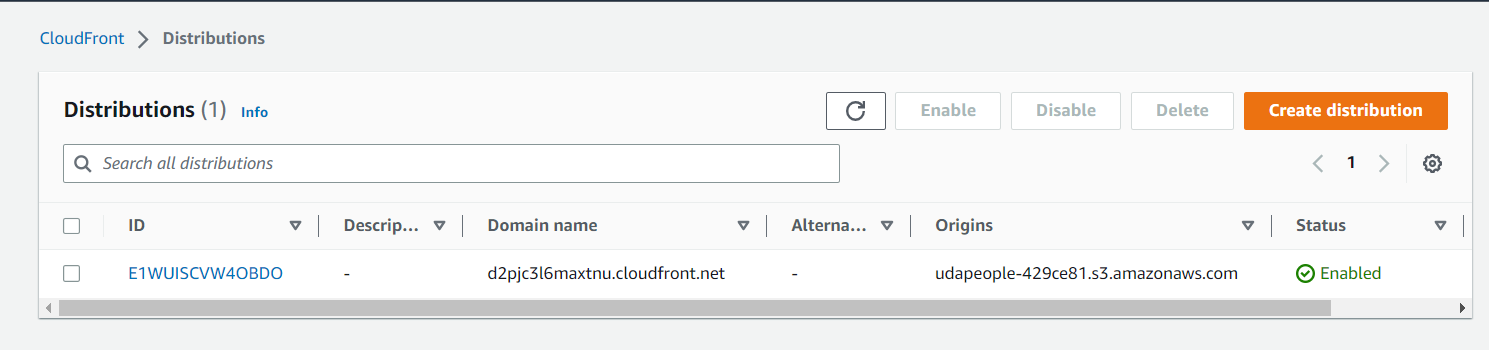 CloudFront > Distributions
Distributions (1) Info
Enable Disable Delete Create distribution
Search all distributions
1
ID Descrip... Domain name Alterna... Origins Status
E1WUISCVW4OBDO - d2pjc3l6maxtnu.cloudfront.net - udapeople-429ce81.s3.amazonaws.com Enabled